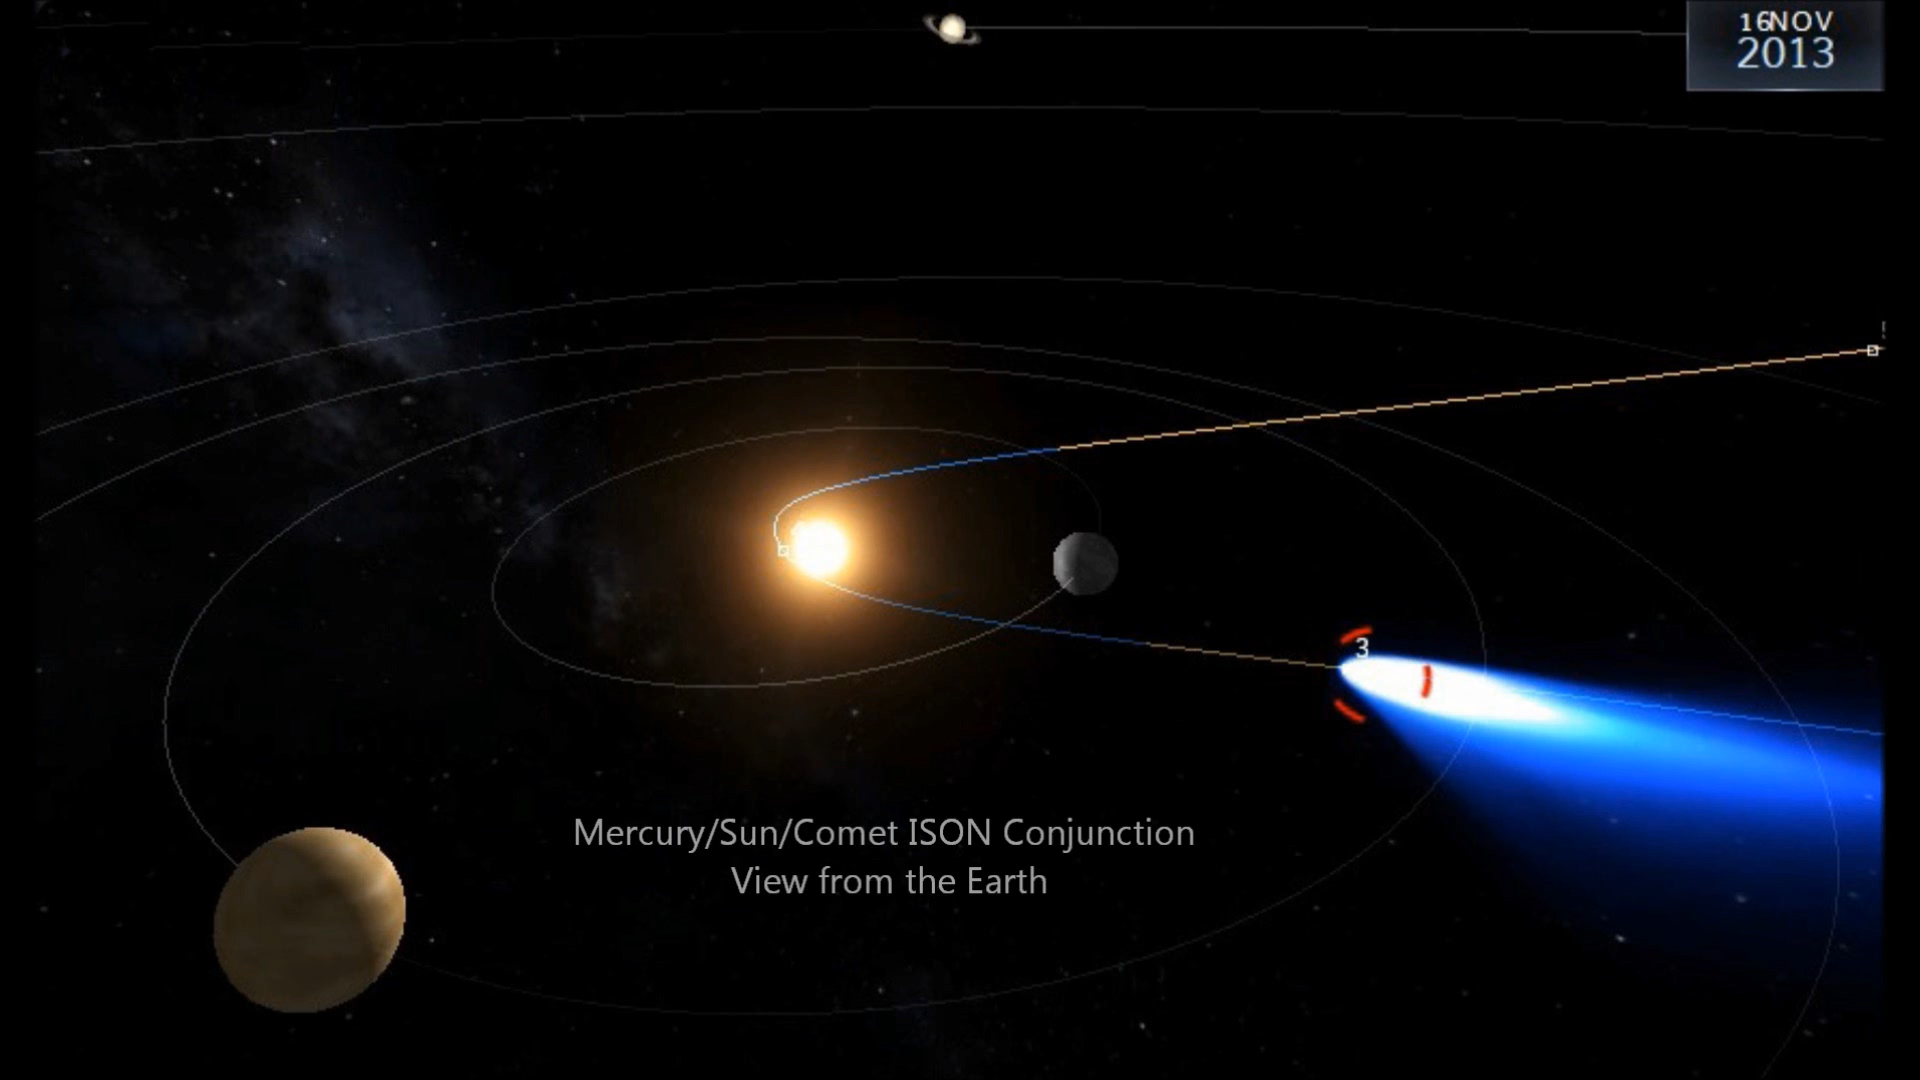 16NOV
2013
3
Mercury/Sun/Comet ISON Conjunction
View from the Earth